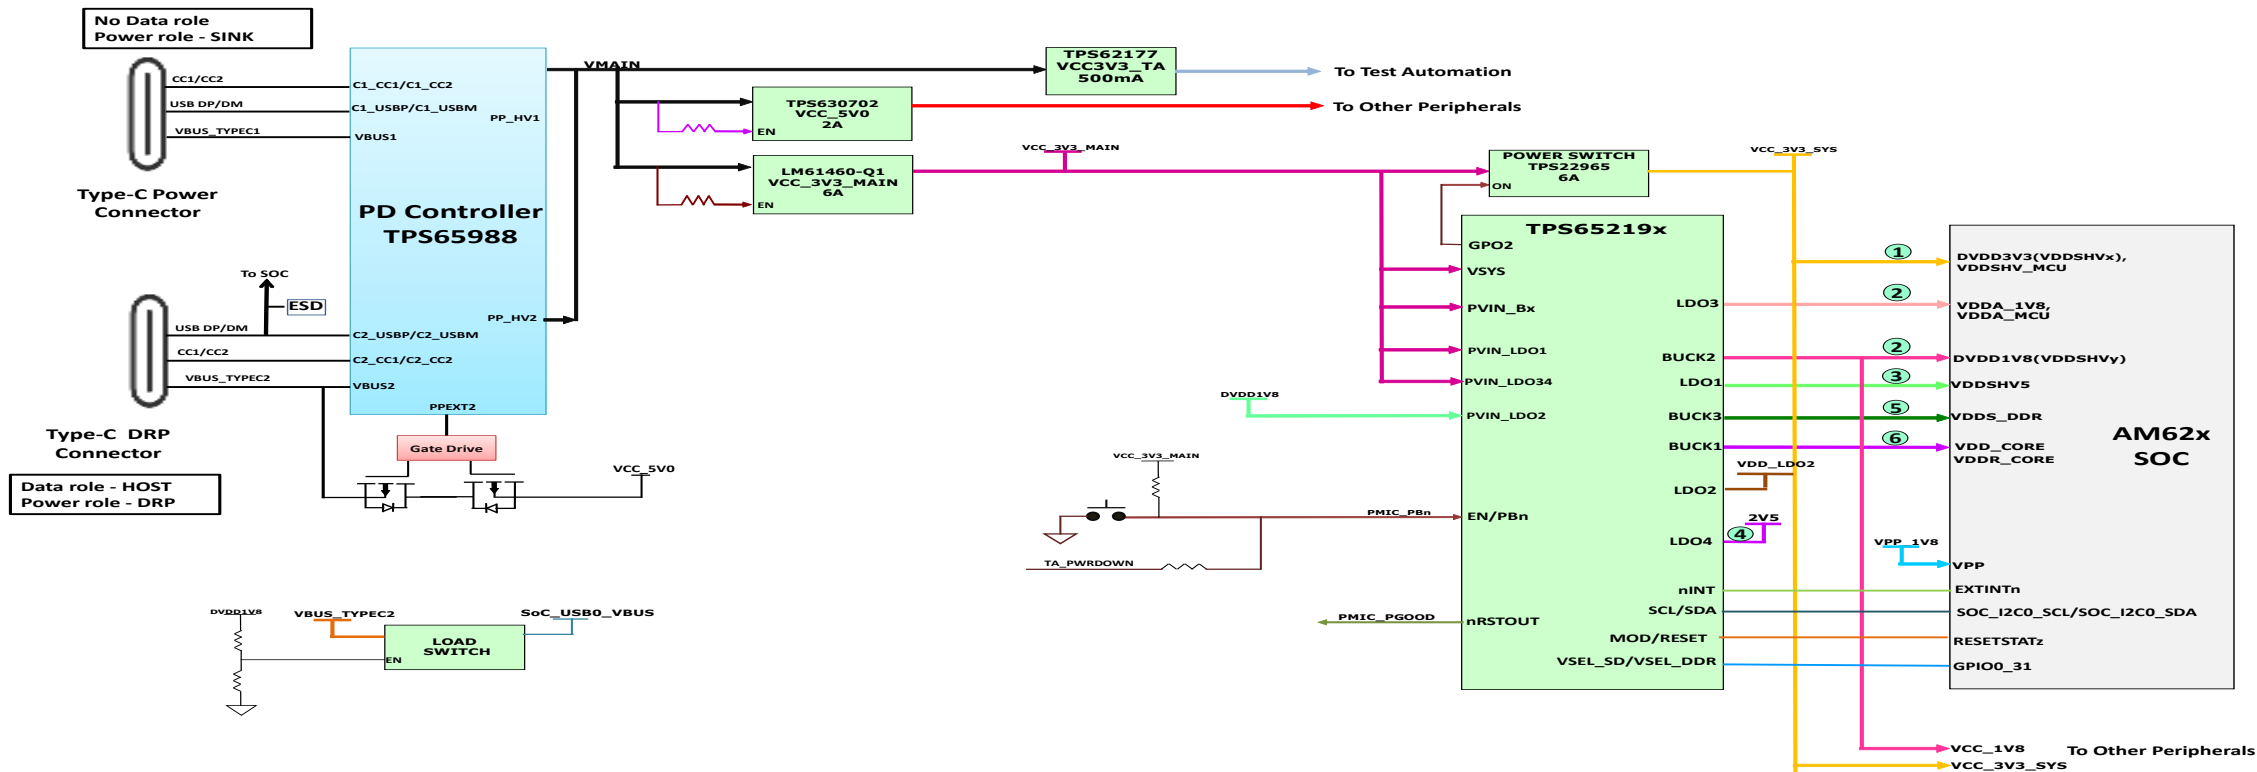 No Data role
Power role - SINK
CC1/CC2
USB DP/DM
VBUS_TYPEC1
Type-C Power
Connector
C1_CC1/C1_CC2
C1_USBP/C1_USBM
VBUS1
PP_HV1
PD Controller
TPS65988
PP_HV2
C2_USBP/C2_USBM
C2_CC1/C2_CC2
VBUS2
PPEXT2
To SOC
ESD
USB DP/DM
CC1/CC2
VBUS_TYPEC2
Type-C DRP
Connector
Data role - HOST
Power role - DRP
Gate Drive
VCC_5V0
DVDD1V8
VBUS_TYPEC2
SoC_USB0_VBUS
LOAD
SWITCH
EN
VMAIN
TPS62177
VCC3V3_TA
500mA
To Test Automation
TPS630702
VCC_5V0
2A
EN
To Other Peripherals
LM61460-Q1
VCC_3V3_MAIN
6A
EN
VCC_3V3_MAIN
POWER SWITCH
TPS22965
6A
ON
VCC_3V3_SYS
DVDD1V8
VCC_3V3_MAIN
PMIC_PBn
TA_PWRDOWN
PMIC_PGOOD
TPS65219x
GPO2
VSYS
PVIN_Bx
PVIN_LDO1
PVIN_LDO34
PVIN_LDO2
EN/PBn
nRSTOUT
LDO3
BUCK2
LDO1
BUCK3
BUCK1
LDO2
LDO4
nINT
SCL/SDA
MOD/RESET
VSEL_SD/VSEL_DDR
VDD_LDO2
2V5
4
1
2
2
3
5
6
VPP_1V8
DVDD3V3(VDDSHVx),
VDDSHV_MCU
VDDA_1V8,
VDDA_MCU
DVDD1V8(VDDSHVy)
VDDSHV5
VDDS_DDR
VDD_CORE
VDDR_CORE
AM62x
SOC
VPP
EXTINTn
SOC_I2C0_SCL/SOC_I2C0_SDA
RESETSTATz
GPIO0_31
VCC_1V8 To Other Peripherals
VCC_3V3_SYS